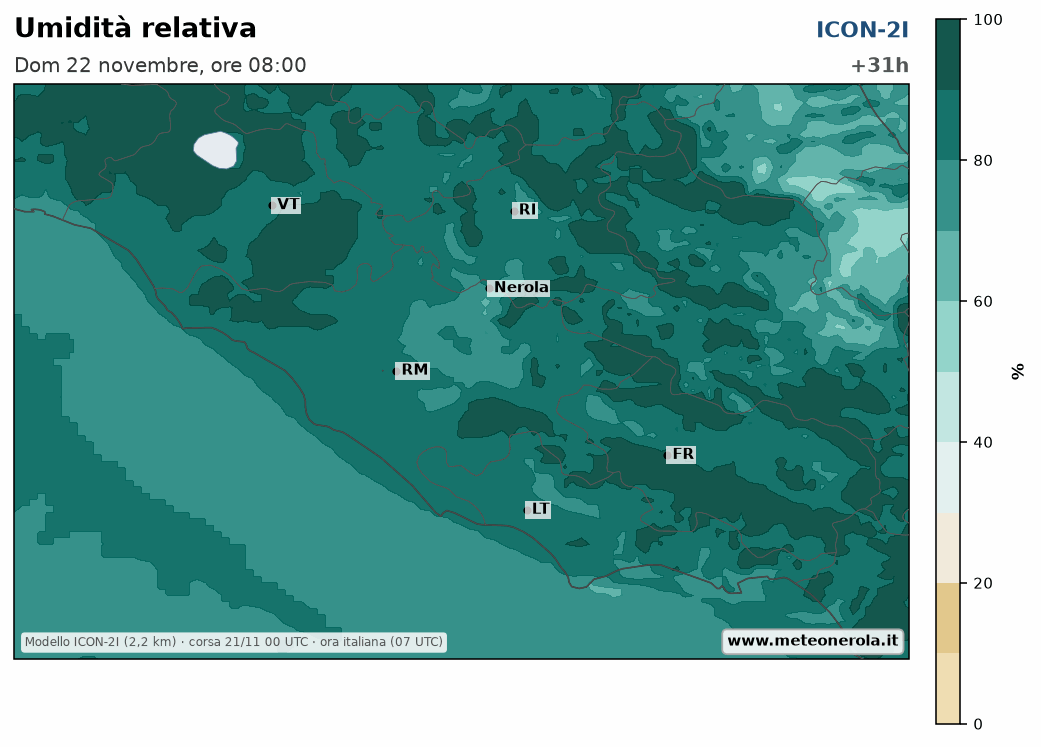 Umidità relativa
ICON-2I
Dom 22 novembre, ore 08:00
+31h
100
80
60
40
20
0
%
VT
RI
Nerola
RM
FR
LT
Modello ICON-2I (2,2 km) · corsa 21/11 00 UTC · ora italiana (07 UTC)
www.meteonerola.it